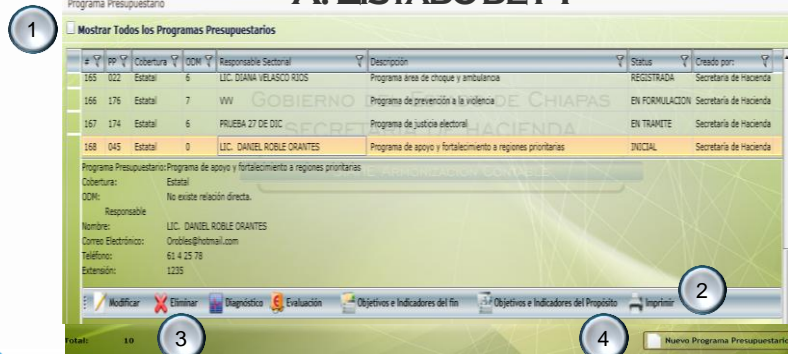 Programa Presupuestario
A. LISTADO DE PP
1
Mostrar Todos los Programas Presupuestarios
# PP Cobertura ODM Responsable Sectorial Descripción Status Creado por:
165 022 Estatal 6 LIC. DIANA VELASCO RIOS Programa área de choque y ambulancia REGISTRADA Secretaría de Hacienda
166 176 Estatal 7 VVV Programa de prevención a la violencia EN FORMULACION Secretaría de Hacienda
167 174 Estatal 6 PRUEBA 27 DE DIC Programa de justicia electoral EN TRAMITE Secretaría de Hacienda
168 045 Estatal 0 LIC. DANIEL ROBLE ORANTES Programa de apoyo y fortalecimiento a regiones prioritarias INICIAL Secretaría de Hacienda
GOBIERNO DEL ESTADO DE CHIAPAS
SECRETARÍA DE HACIENDA
DE ARMONIZACIÓN CONTABLE
Programa Presupuestario: Programa de apoyo y fortalecimiento a regiones prioritarias
Cobertura: Estatal
ODM: No existe relación directa.
Responsable
Nombre: LIC. DANIEL ROBLE ORANTES
Correo Electrónico: Orobles@hotmail.com
Teléfono: 61 4 25 78
Extensión: 1235
2
Modificar Eliminar Diagnóstico Evaluación Objetivos e Indicadores del fin Objetivos e Indicadores del Propósito Imprimir
Total: 10
3
4
Nuevo Programa Presupuestario